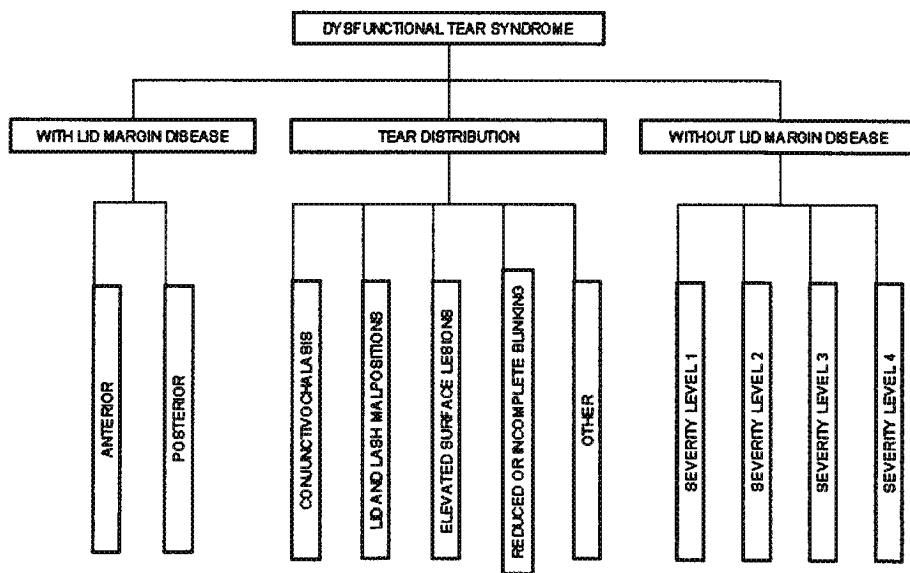 DYSFUNCTIONAL TEAR SYNDROME
WITH LID MARGIN DISEASE
TEAR DISTRIBUTION
WITHOUT LID MARGIN DISEASE
ANTERIOR
POSTERIOR
CONJUNCTIVOCHALASIS
LID AND LASH MALPOSITIONS
ELEVATED SURFACE LESIONS
REDUCED OR INCOMPLETE BLINKING
OTHER
SEVERITY LEVEL 1
SEVERITY LEVEL 2
SEVERITY LEVEL 3
SEVERITY LEVEL 4